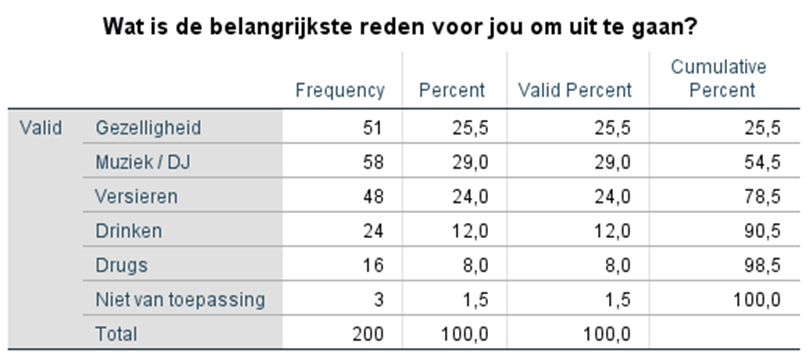 Wat is de belangrijkste reden voor jou om uit te gaan?
Frequency Percent Valid Percent Cumulative Percent
Valid Gezelligheid 51 25,5 25,5 25,5
Muziek / DJ 58 29,0 29,0 54,5
Versieren 48 24,0 24,0 78,5
Drinken 24 12,0 12,0 90,5
Drugs 16 8,0 8,0 98,5
Niet van toepassing 3 1,5 1,5 100,0
Total 200 100,0 100,0